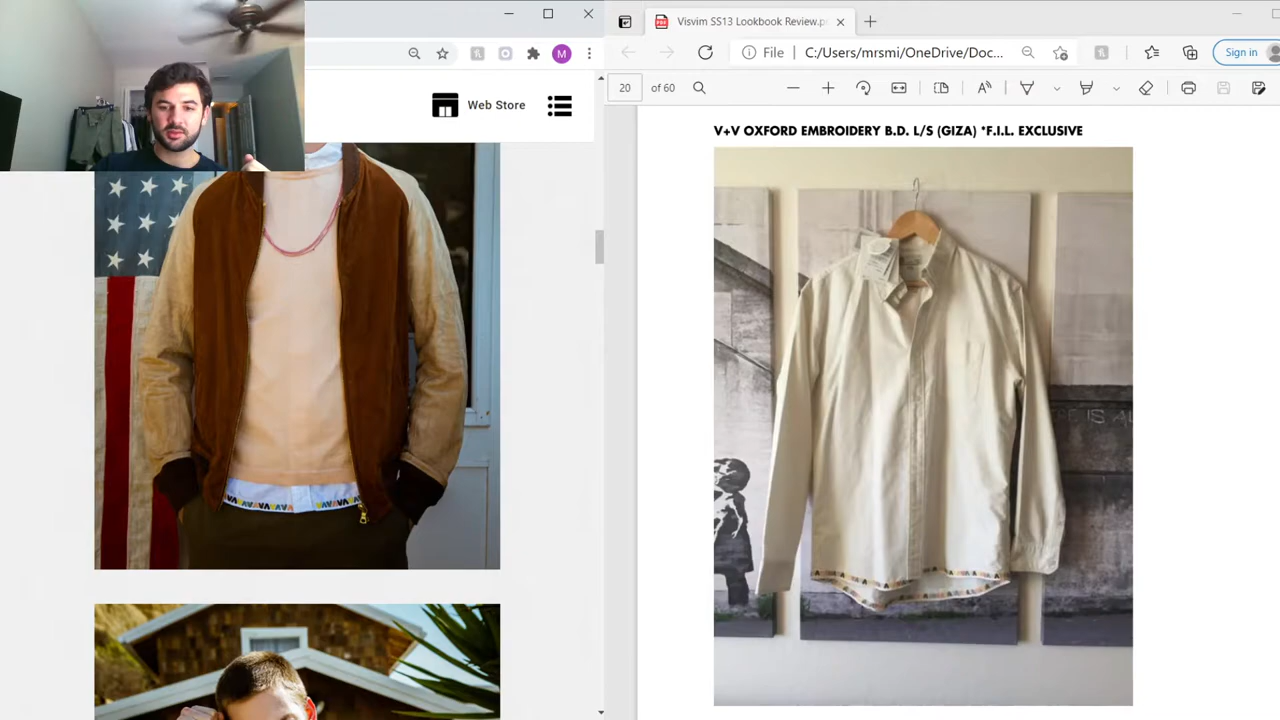 Visvim SS13 Lookbook Review.p
M
File
C:/Users/mrsmi/OneDrive/Doc...
Sign in
Web Store
20
of 60
V+V OXFORD EMBROIDERY B.D. L/S (GIZA) *F.I.L. EXCLUSIVE